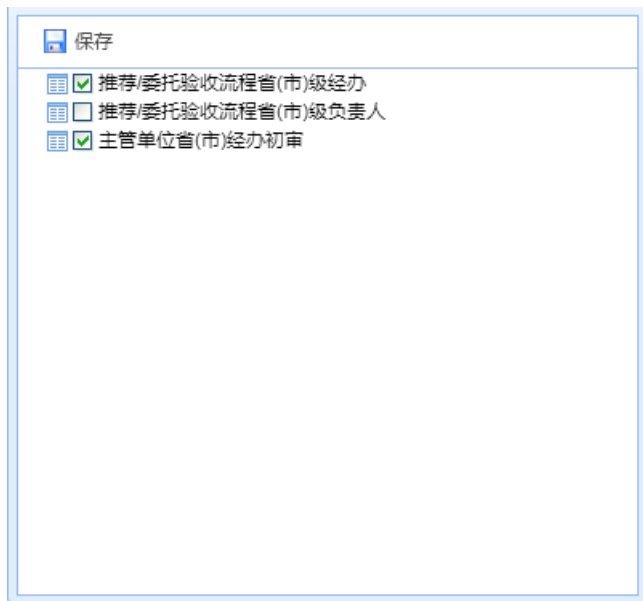 保存
推荐/委托验收流程省(市)级经办
推荐/委托验收流程省(市)级负责人
主管单位省(市)经办初审